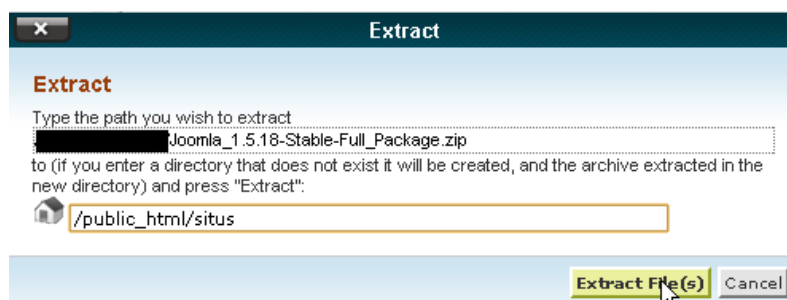 Extract
Extract
Type the path you wish to extract
Joomla_1.5.18-Stable-Full_Package.zip
to (if you enter a directory that does not exist it will be created, and the archive extracted in the
new directory) and press "Extract":
/public_html/situs
Extract File(s) Cancel